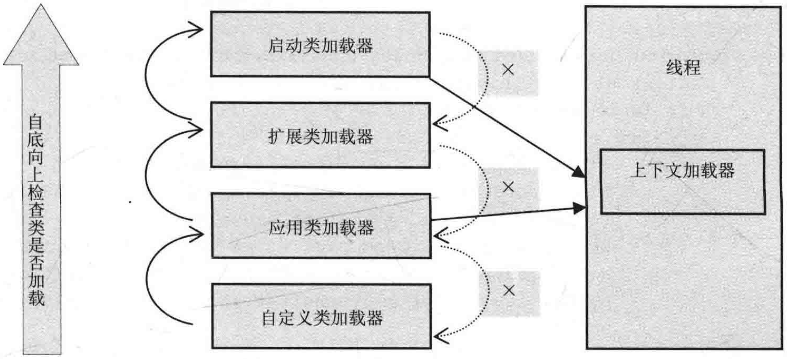 自底向上检查类是否加载
启动类加载器
×
线程
扩展类加载器
上下文加载器
×
应用类加载器
×
自定义类加载器